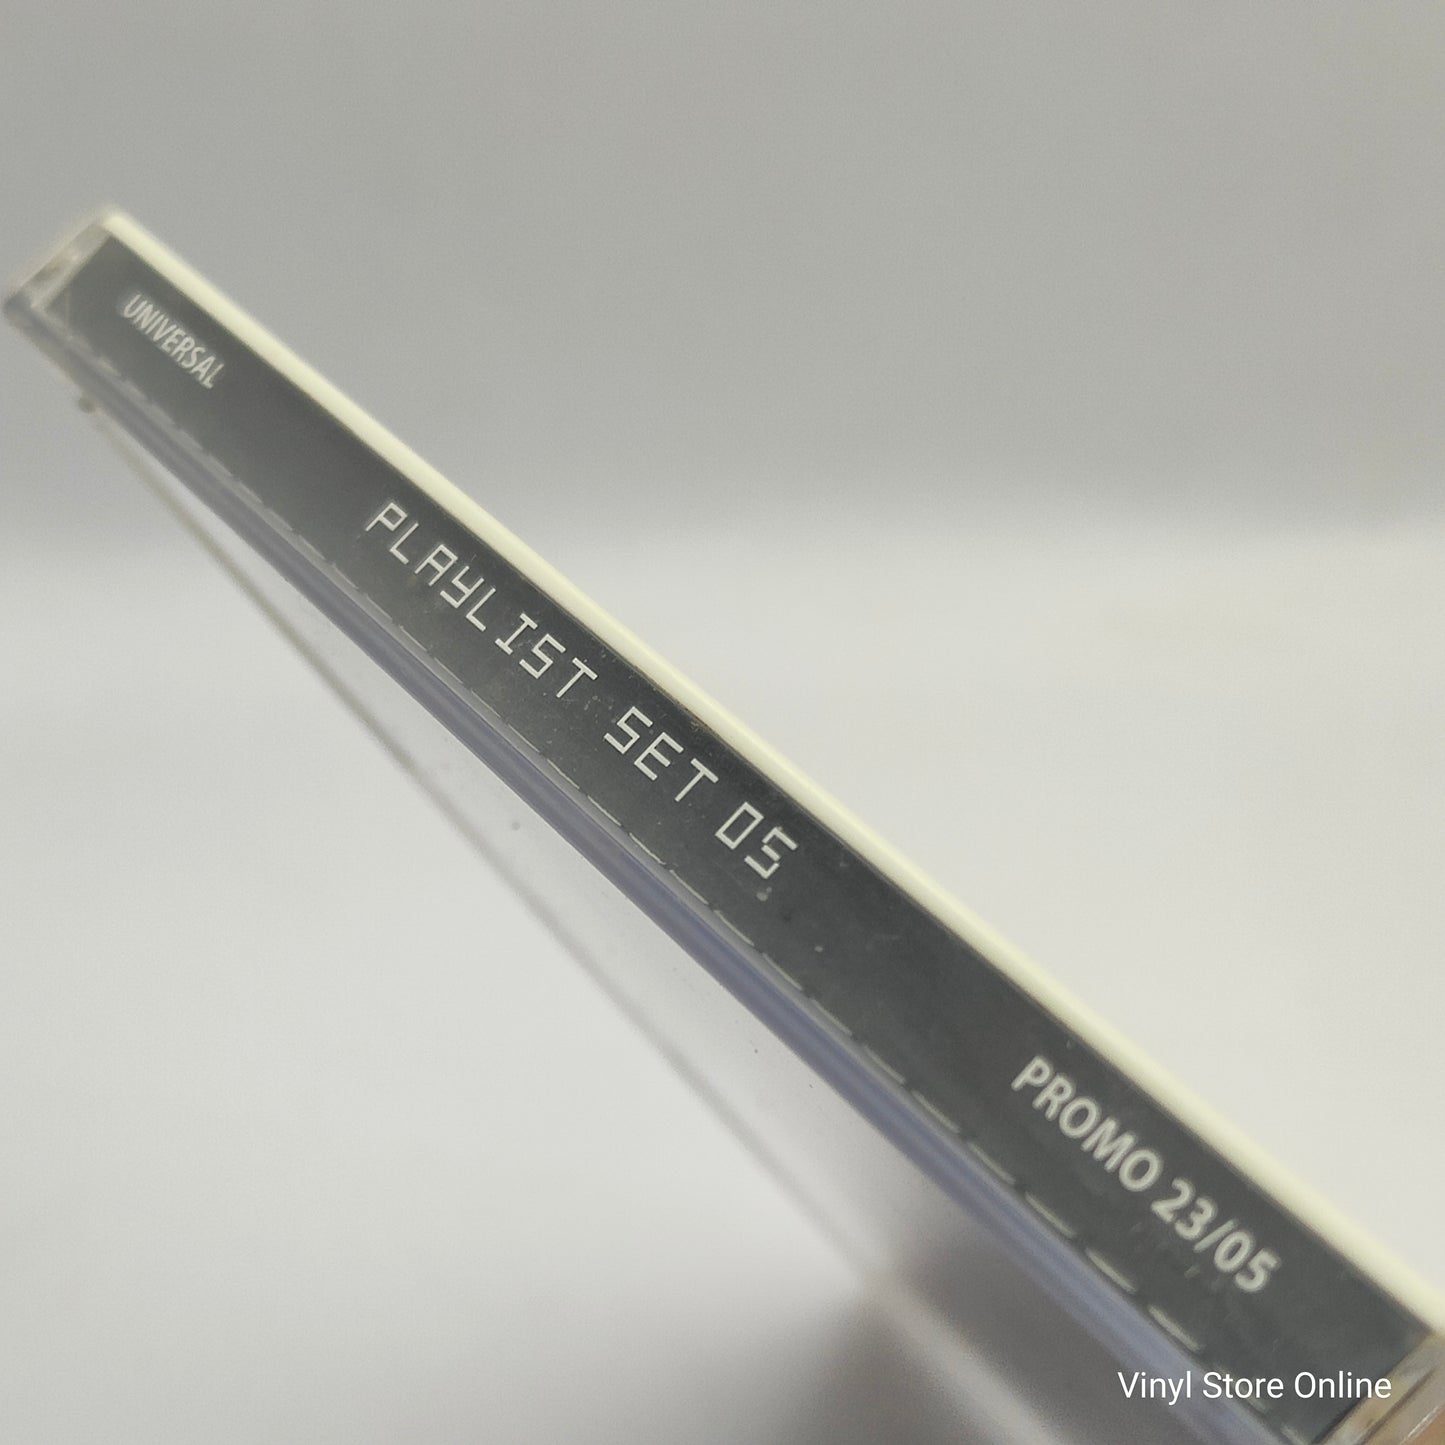 UNIVERSAL
PLAYLIST SET 05
PROMO 23/05
Vinyl Store Online